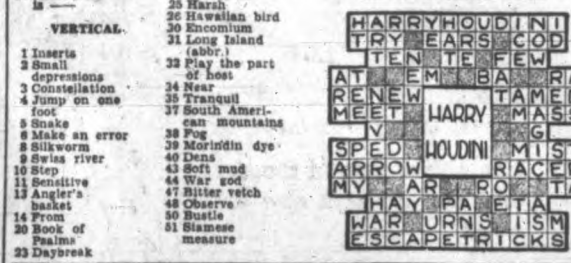 is —
VERTICAL.
1 Inserts
2 Small
depressions
3 Constellation
4 Jump on one
foot
5 Snake
6 Make an error
8 Silkworm
9 Swiss river
10 Step
11 Sensitive
13 Angler's
basket
14 From
20 Book of
Psalms
23 Daybreak
25 Harsh
26 Hawaiian bird
30 Encomium
31 Long Island
(abbr.)
32 Play the part
of host
34 Near
35 Tranquil
37 South Ameri-
can mountains
38 Fog
39 Morindin dye
40 Dens
43 Soft mud
44 War god
47 Bitter vetch
48 Observe
50 Bustle
51 Siamese
measure
HARRYHOUDINI
TRY EARS COD
TEN TE FEW
AT EM BA RA
RENEW TAME
MEET MAS
V G
SPED MIST
ARROW RACE
MY AR RO TA
HAY PA ETA
WAR URNS ISM
ESCAPETRICKS
HARRY
HOUDINI